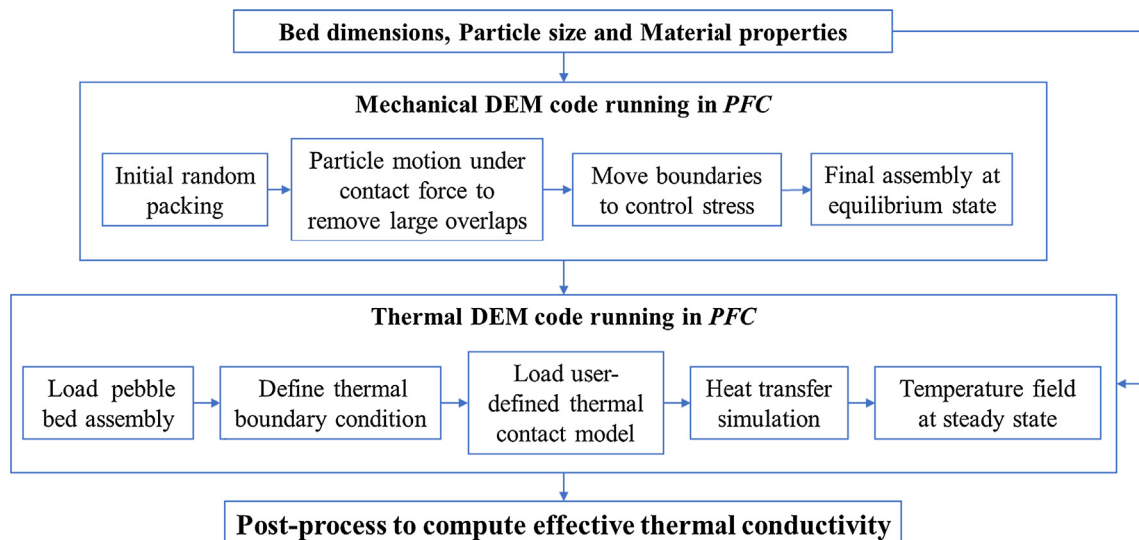 Bed dimensions, Particle size and Material properties
Mechanical DEM code running in PFC
Initial random
packing
Particle motion under
contact force to
remove large overlaps
Move boundaries
to control stress
Final assembly at
equilibrium state
Thermal DEM code running in PFC
Load pebble
bed assembly
Define thermal
boundary condition
Load user-
defined thermal
contact model
Heat transfer
simulation
Temperature field
at steady state
Post-process to compute effective thermal conductivity